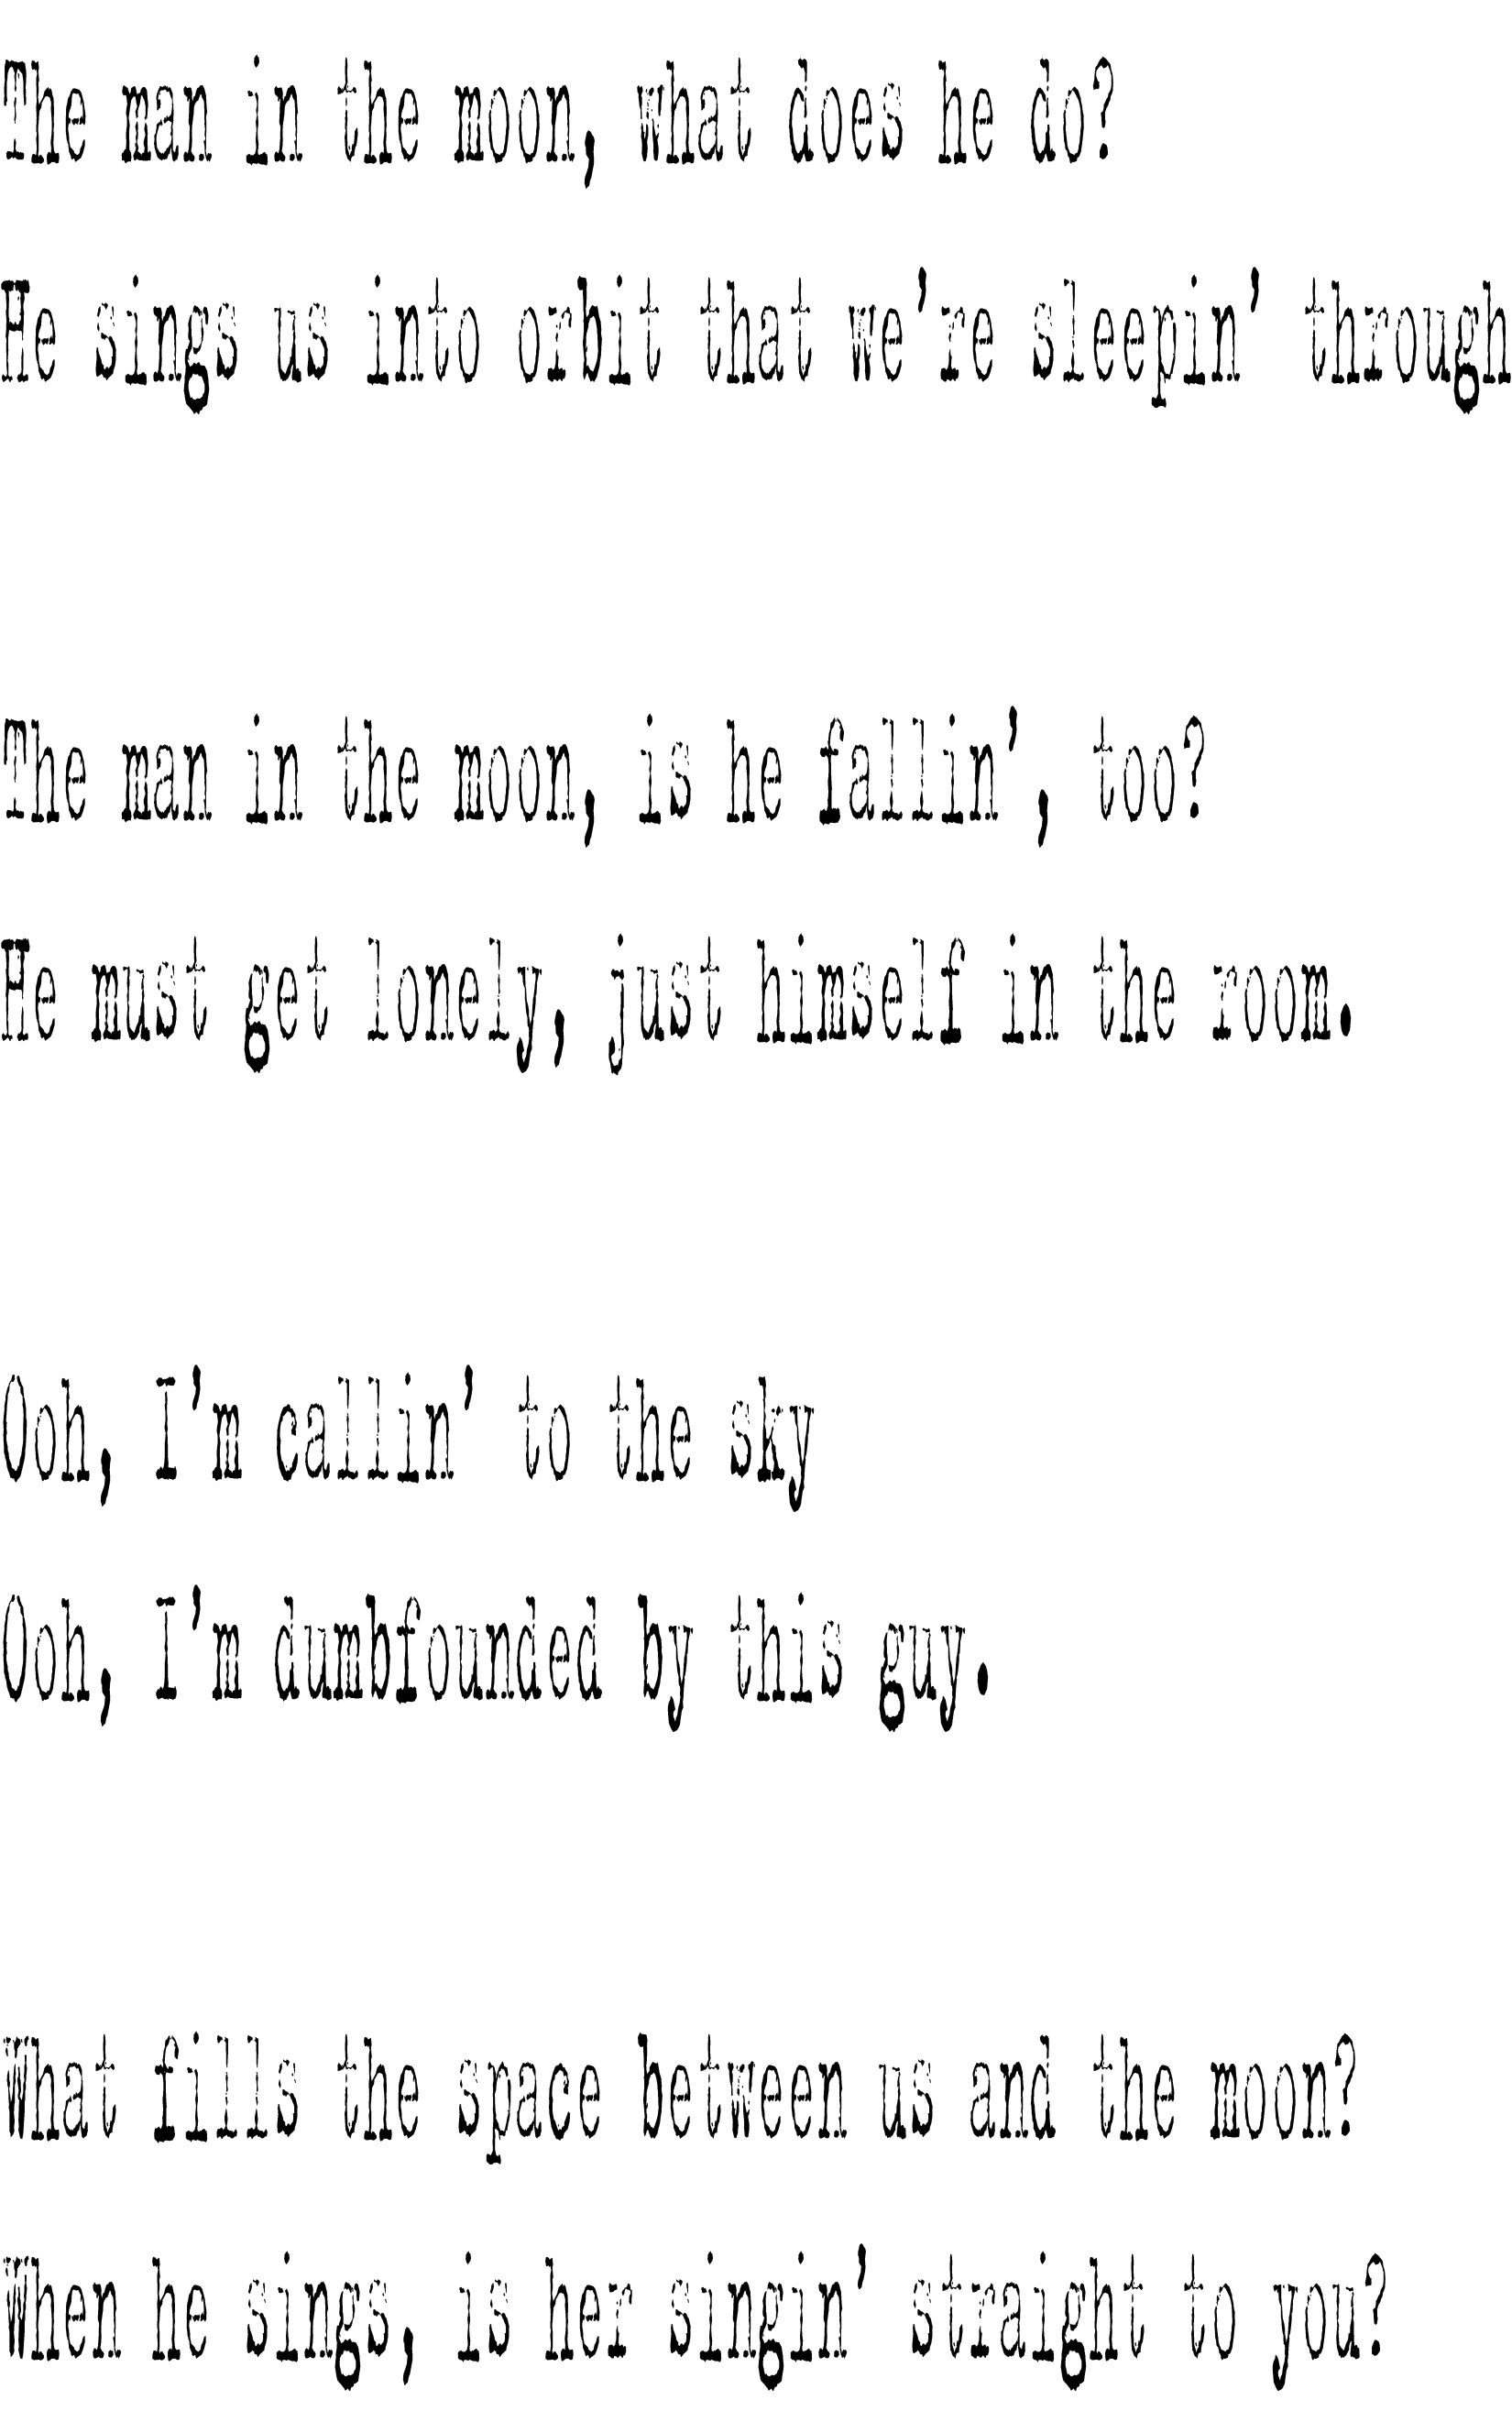 The man in the moon, what does he do?
He sings us into orbit that we're sleepin' through
The man in the moon, is he fallin', too?
He must get lonely, just himself in the room.
Ooh, I'm callin' to the sky
Ooh, I'm dumbfounded by this guy.
What fills the space between us and the moon?
When he sings, is her singin' straight to you?